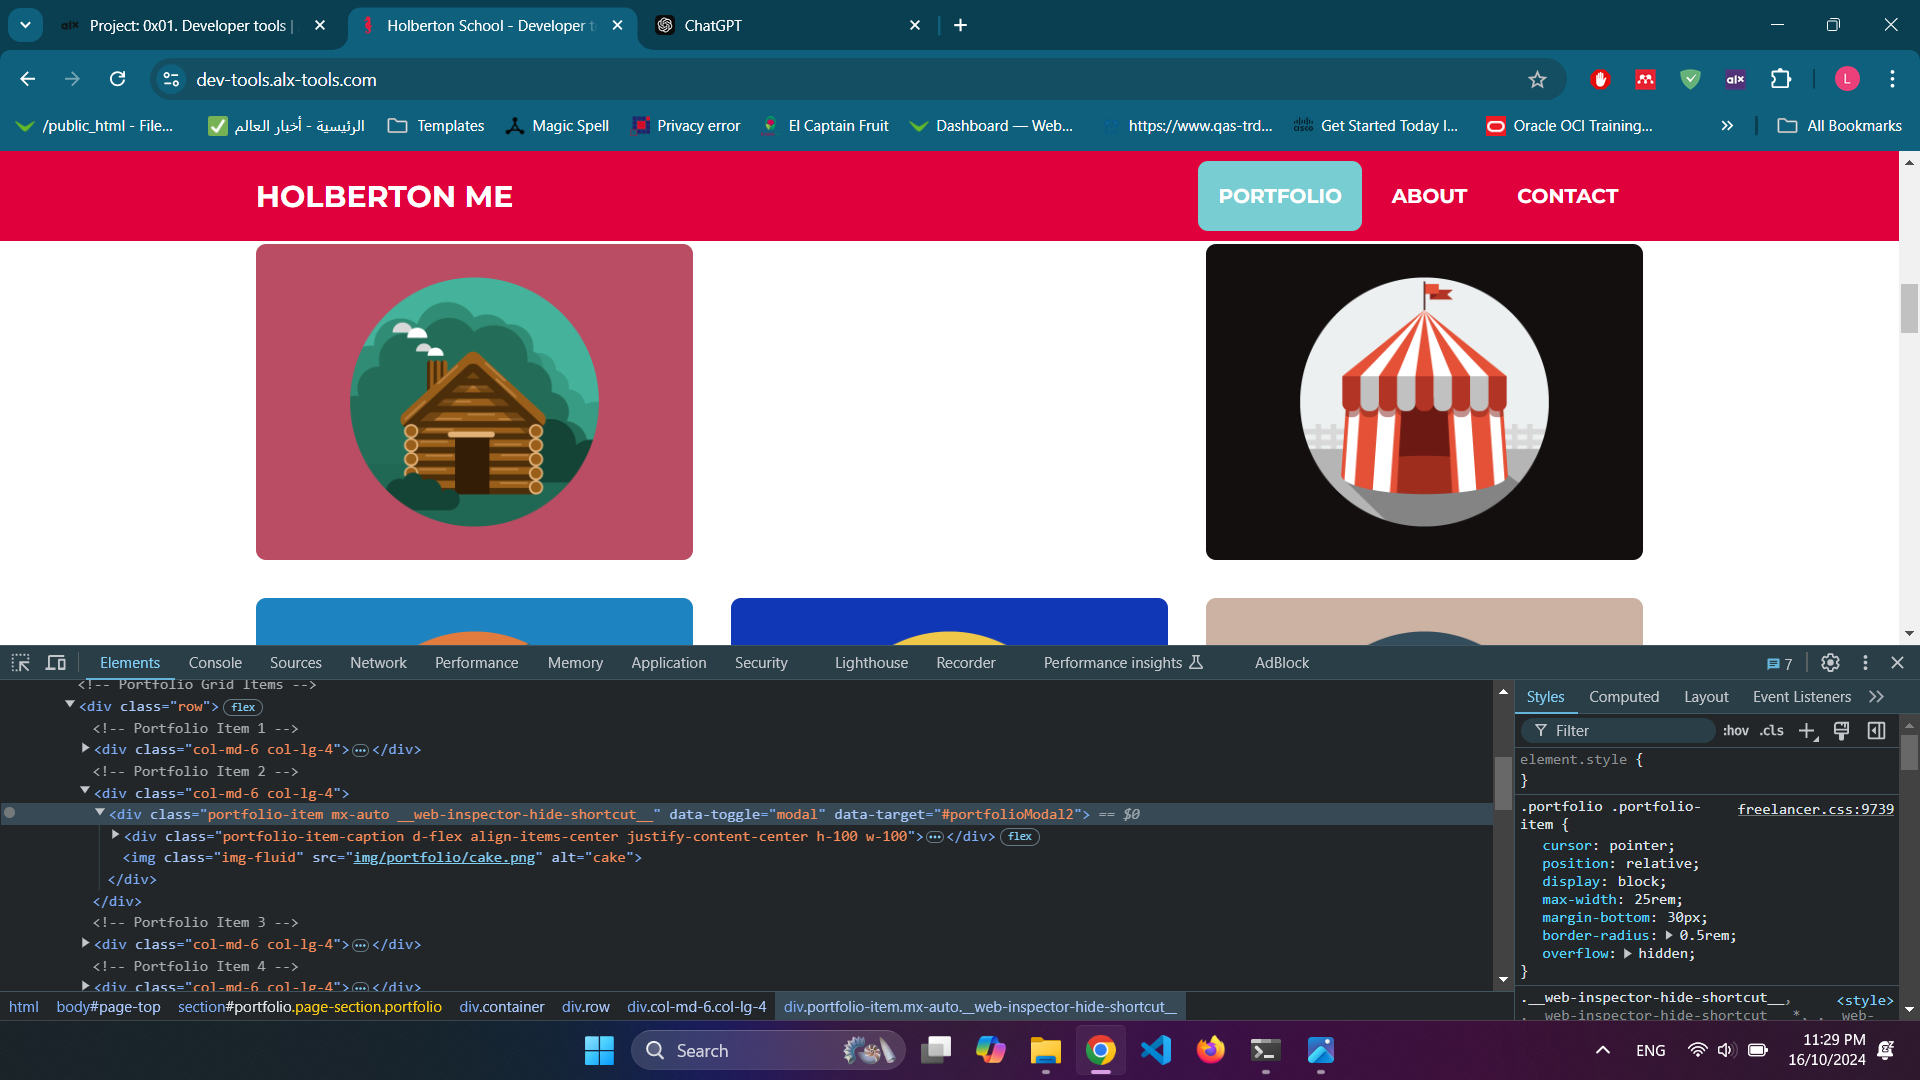 Project: 0x01. Developer tools |
Holberton School - Developer t
ChatGPT
dev-tools.alx-tools.com
alx
L
/public_html - File...
الرئيسية - أخبار العالم
Templates
Magic Spell
Privacy error
El Captain Fruit
Dashboard — Web...
https://www.qas-trd...
Get Started Today I...
Oracle OCI Training...
All Bookmarks
HOLBERTON ME
PORTFOLIO
ABOUT
CONTACT
Elements
Console
Sources
Network
Performance
Memory
Application
Security
Lighthouse
Recorder
Performance insights
AdBlock
7
<!-- Portfolio Grid Items -->
<div class="row"> flex
<!-- Portfolio Item 1 -->
<div class="col-md-6 col-lg-4"> ... </div>
<!-- Portfolio Item 2 -->
<div class="col-md-6 col-lg-4">
<div class="portfolio-item mx-auto __web-inspector-hide-shortcut__" data-toggle="modal" data-target="#portfolioModal2"> == $0
<div class="portfolio-item-caption d-flex align-items-center justify-content-center h-100 w-100"> ... </div> flex
<img class="img-fluid" src="img/portfolio/cake.png" alt="cake">
</div>
</div>
<!-- Portfolio Item 3 -->
<div class="col-md-6 col-lg-4"> ... </div>
<!-- Portfolio Item 4 -->
<div class="col-md-6 col-lg-4"> ... </div>
html
body#page-top
section#portfolio.page-section.portfolio
div.container
div.row
div.col-md-6.col-lg-4
div.portfolio-item.mx-auto.__web-inspector-hide-shortcut__
Styles
Computed
Layout
Event Listeners
Filter
:hov
.cls
element.style {
}
.portfolio .portfolio- freelancer.css:9739
item {
cursor: pointer;
position: relative;
display: block;
max-width: 25rem;
margin-bottom: 30px;
border-radius: 0.5rem;
overflow: hidden;
}
.__web-inspector-hide-shortcut__, <style>
.__web-inspector-hide-shortcut__ *, .__web-
Search
ENG
11:29 PM
16/10/2024